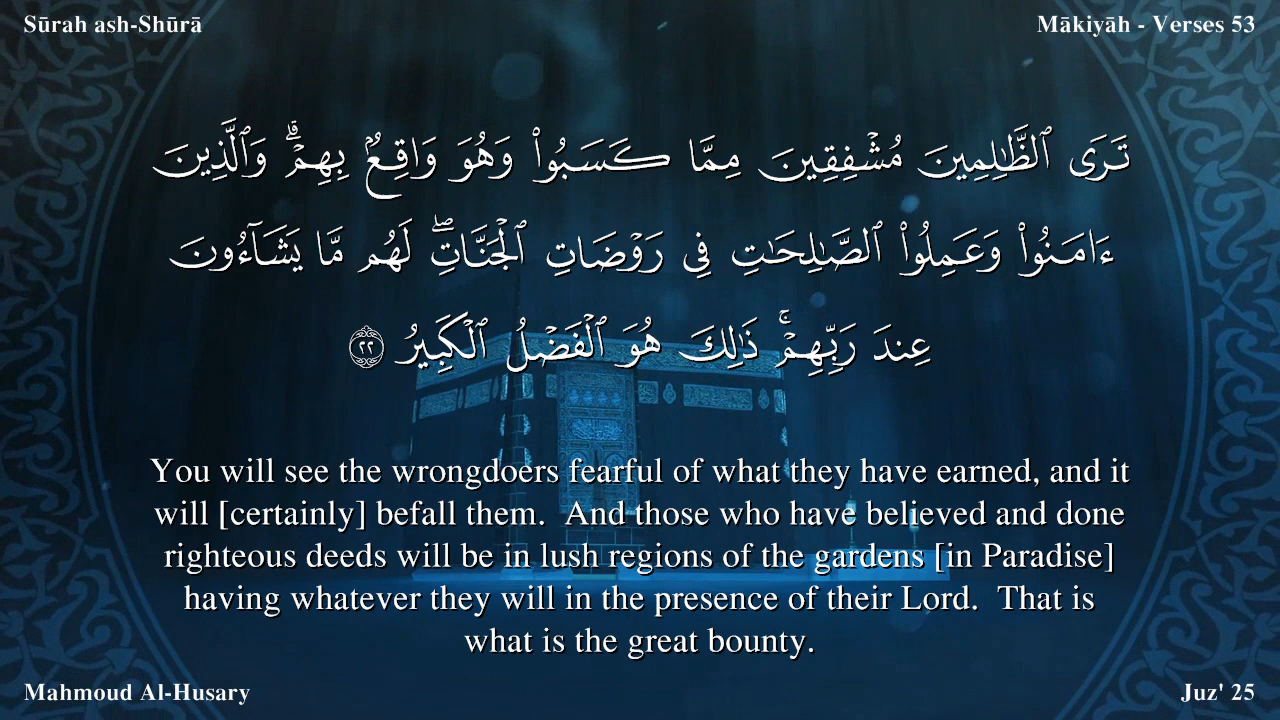 Sūrah ash-Shūrā
Mākiyāh - Verses 53
تَرَى ٱلظَّٰلِمِينَ مُشْفِقِينَ مِمَّا كَسَبُوا۟ وَهُوَ وَاقِعٌۢ بِهِمْ ۗ وَٱلَّذِينَ
ءَامَنُوا۟ وَعَمِلُوا۟ ٱلصَّٰلِحَٰتِ فِى رَوْضَاتِ ٱلْجَنَّاتِ ۖ لَهُم مَّا يَشَآءُونَ
عِندَ رَبِّهِمْ ۚ ذَٰلِكَ هُوَ ٱلْفَضْلُ ٱلْكَبِيرُ ٢٢
You will see the wrongdoers fearful of what they have earned, and it
will [certainly] befall them.  And those who have believed and done
righteous deeds will be in lush regions of the gardens [in Paradise]
having whatever they will in the presence of their Lord.  That is
what is the great bounty.
Mahmoud Al-Husary
Juz' 25